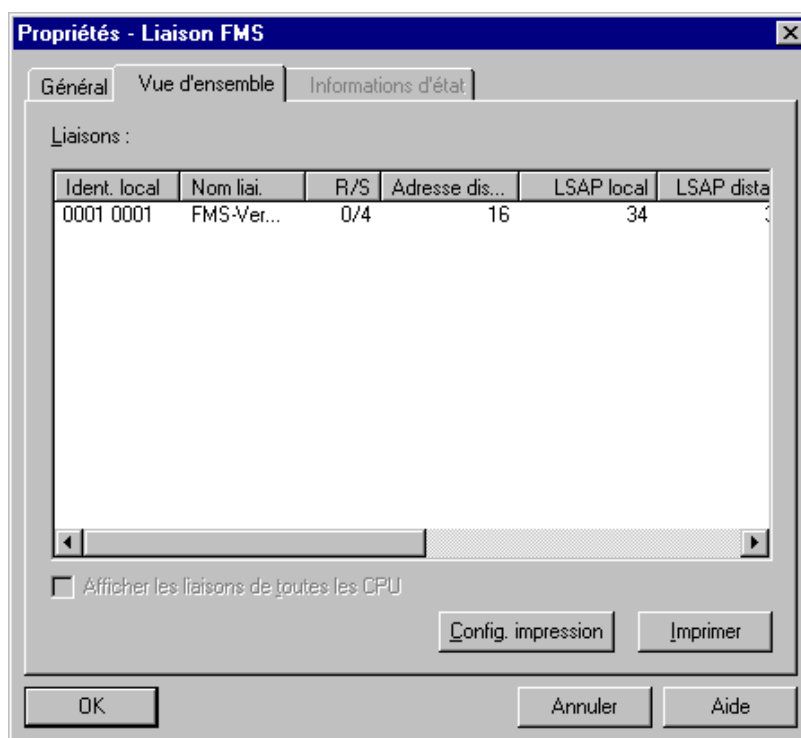 Propriétés - Liaison FMS
Général Vue d'ensemble Informations d'état
Liaisons :
Ident. local Nom liai. R/S Adresse dis... LSAP local LSAP dista
0001 0001 FMS-Ver... 0/4 16 34
Afficher les liaisons de toutes les CPU
Config. impression Imprimer
OK Annuler Aide